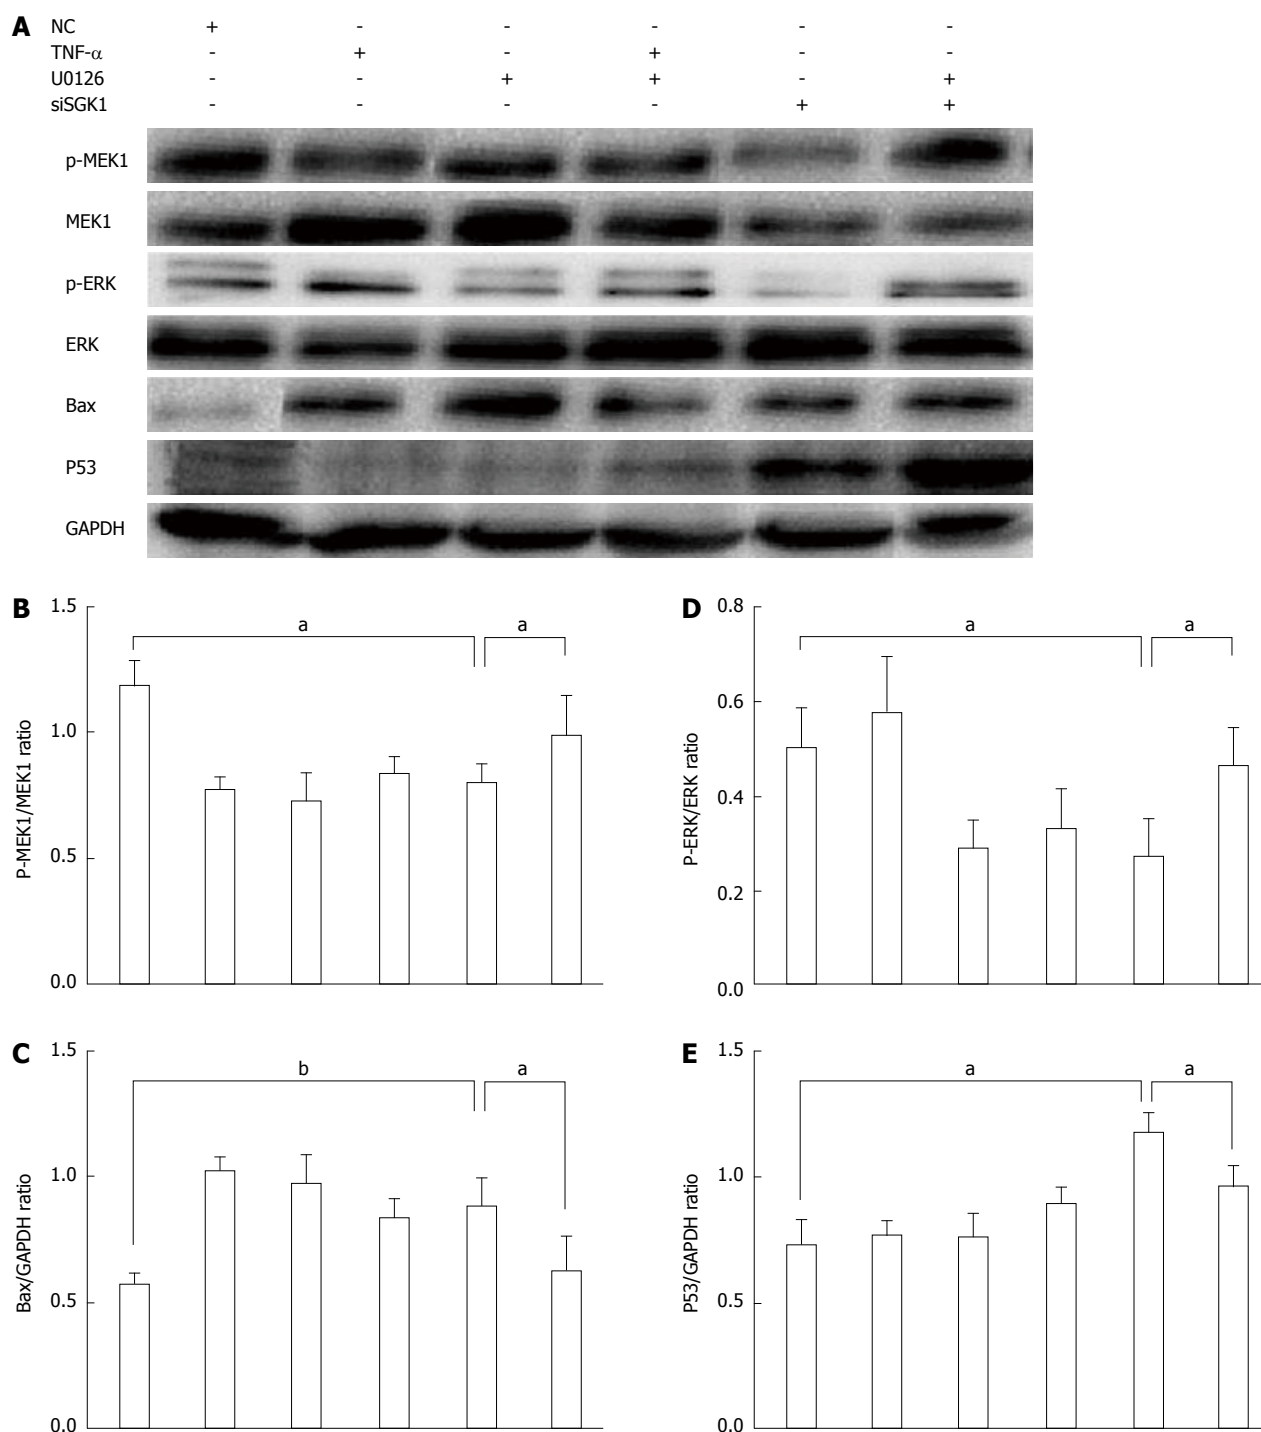 A
NC + - - - - -
TNF-α - + - + - -
U0126 - - + + - +
siSGK1 - - - - + +
p-MEK1
MEK1
p-ERK
ERK
Bax
P53
GAPDH
B
P-MEK1/MEK1 ratio
1.5
1.0
0.5
0.0
a
a
D
P-ERK/ERK ratio
0.8
0.6
0.4
0.2
0.0
a
a
C
Bax/GAPDH ratio
1.5
1.0
0.5
0.0
b
a
E
P53/GAPDH ratio
1.5
1.0
0.5
0.0
a
a